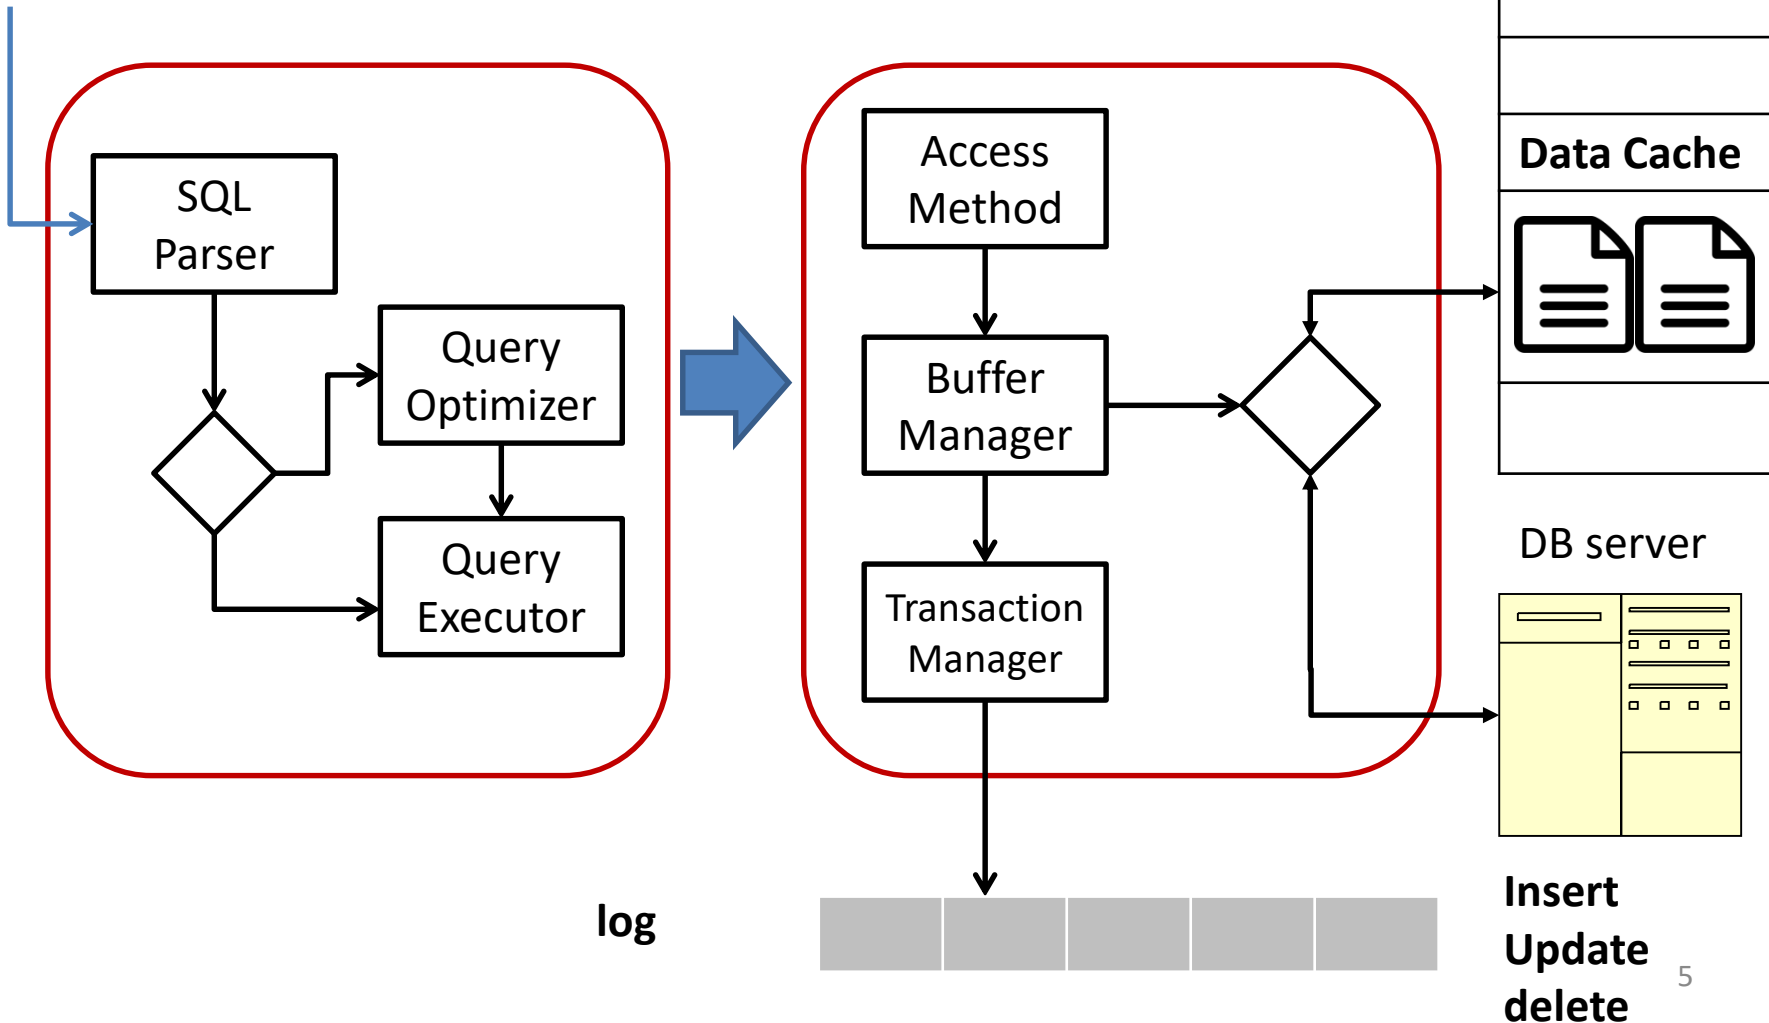 SQL
Parser
Query
Optimizer
Query
Executor
Access
Method
Buffer
Manager
Transaction
Manager
Data Cache
DB server
log
Insert
Update
delete
5